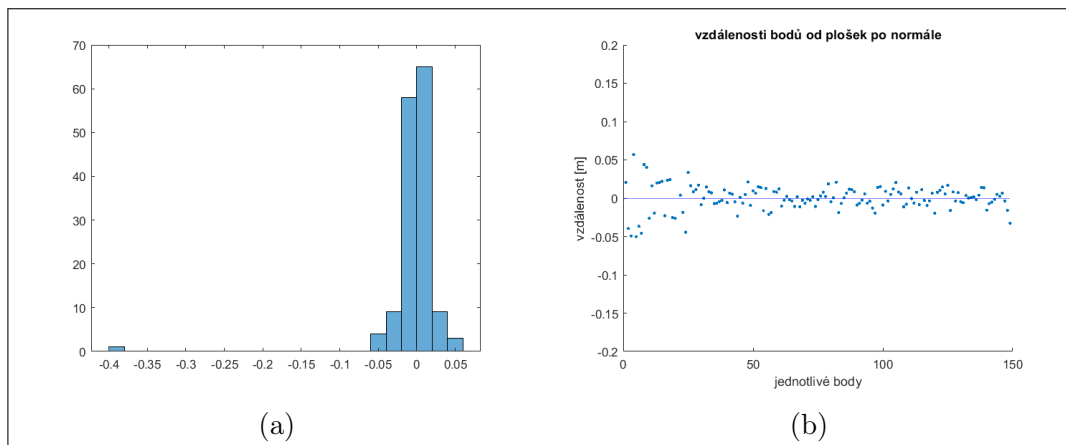 70
60
50
40
30
20
10
0
-0.4 -0.35 -0.3 -0.25 -0.2 -0.15 -0.1 -0.05 0 0.05
(a)
vzdálenosti bodů od plošek po normále
vzdálenost [m]
0.2
0.15
0.1
0.05
0
-0.05
-0.1
-0.15
-0.2
0 50 100 150
jednotlivé body
(b)